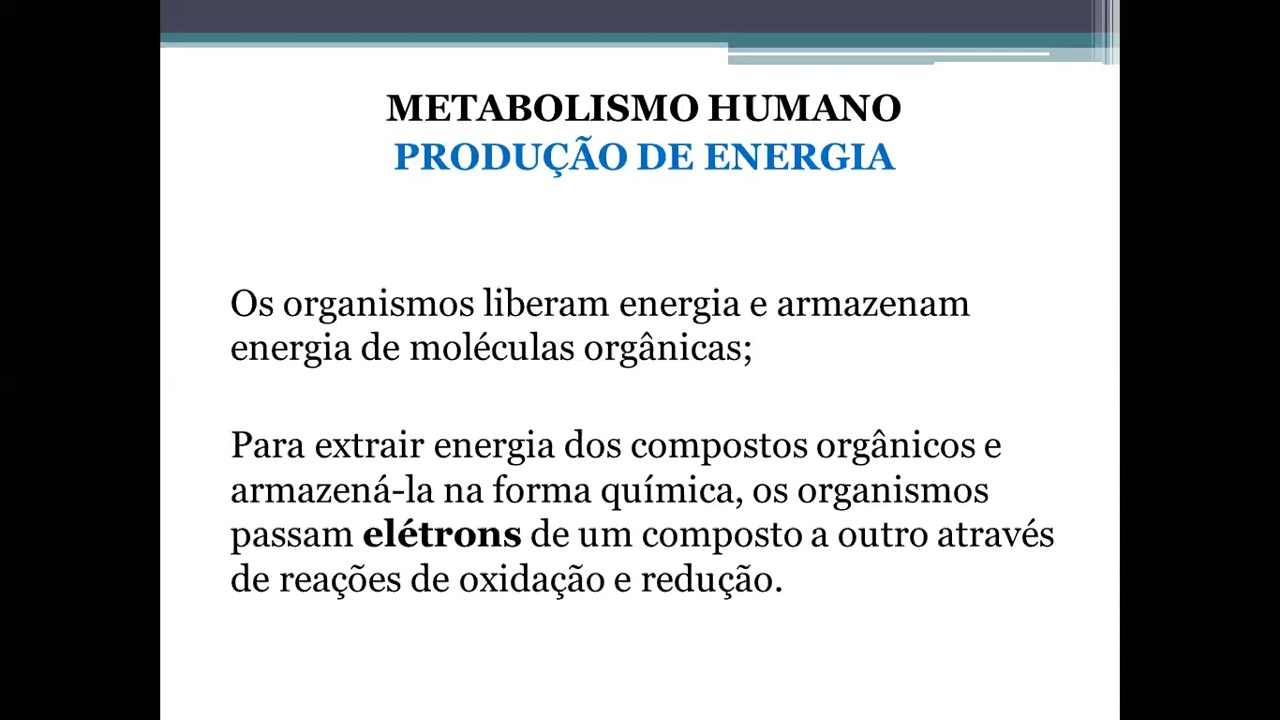 METABOLISMO HUMANO
PRODUÇÃO DE ENERGIA
Os organismos liberam energia e armazenam
energia de moléculas orgânicas;
Para extrair energia dos compostos orgânicos e
armazená-la na forma química, os organismos
passam elétrons de um composto a outro através
de reações de oxidação e redução.